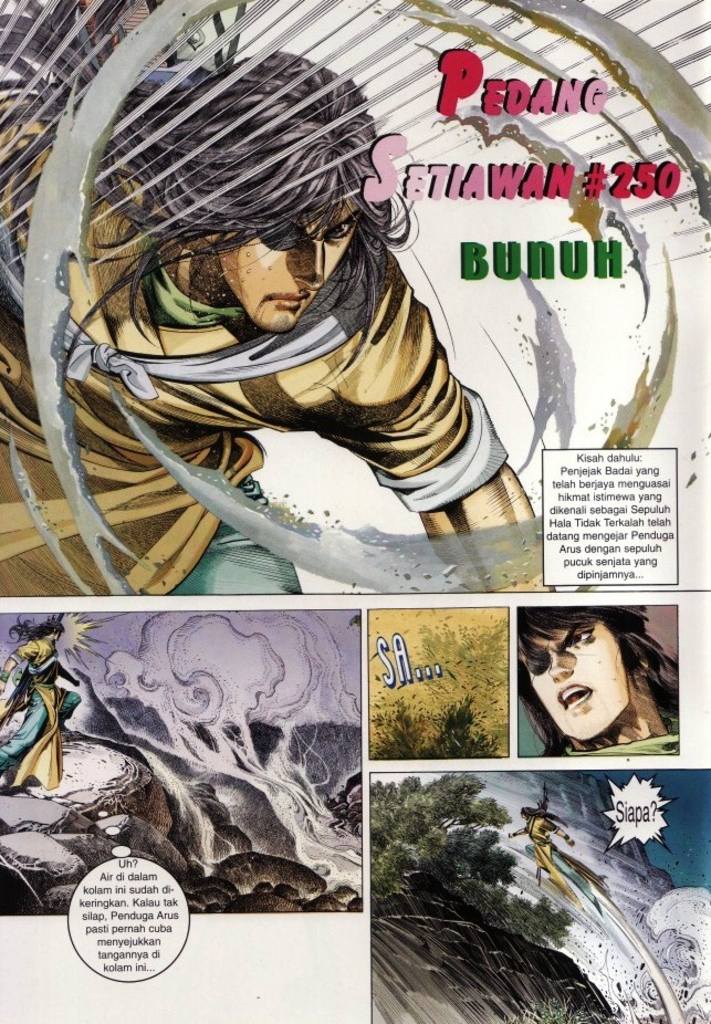 PEDANG
SETIAWAN #250
BUNUH
Kisah dahulu:
Penjejak Badai yang
telah berjaya menguasai
hikmat istimewa yang
dikenali sebagai Sepuluh
Hala Tidak Terkalah telah
datang mengejar Penduga
Arus dengan sepuluh
pucuk senjata yang
dipinjamnya...
SA...
Uh?
Air di dalam
kolam ini sudah di-
keringkan. Kalau tak
silap, Penduga Arus
pasti pernah cuba
menyejukkan
tangannya di
kolam ini...
Siapa?